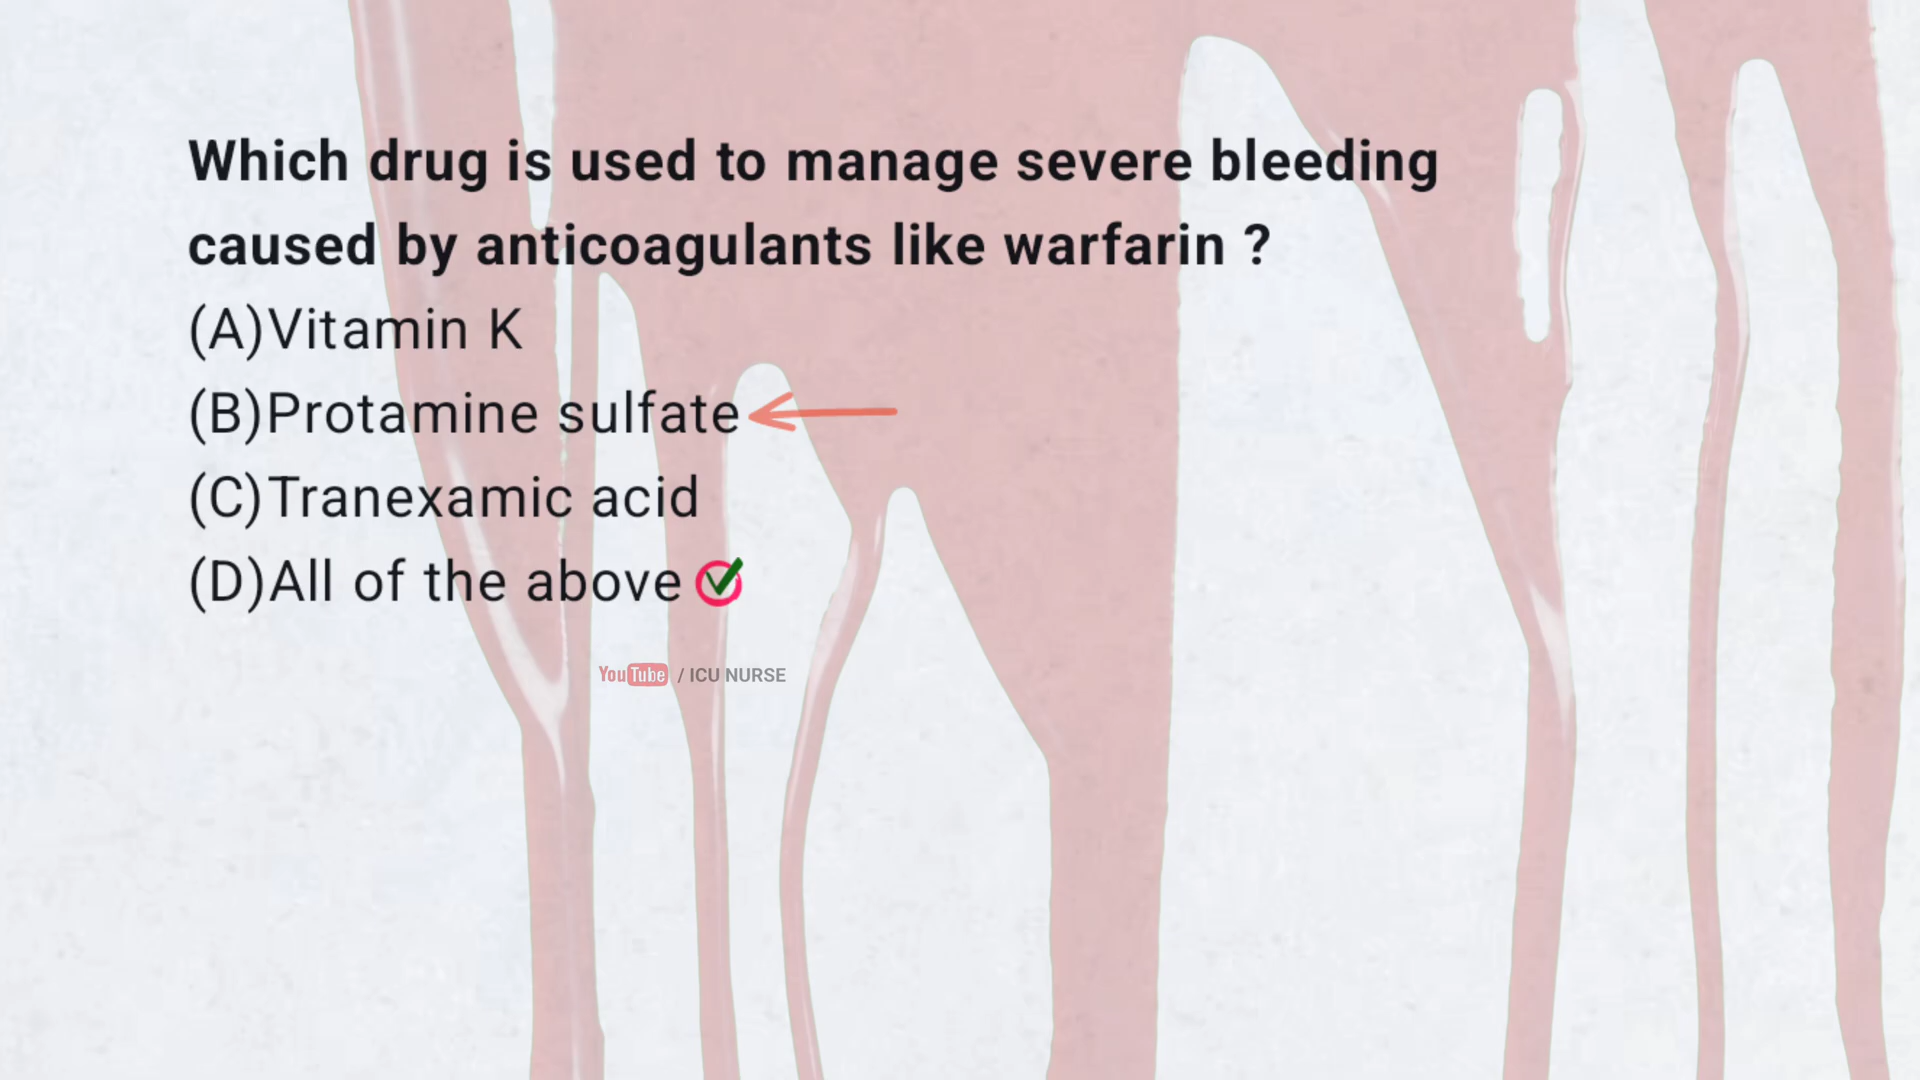 Which drug is used to manage severe bleeding
caused by anticoagulants like warfarin ?
(A)Vitamin K
(B)Protamine sulfate
(C)Tranexamic acid
(D)All of the above
YouTube / ICU NURSE